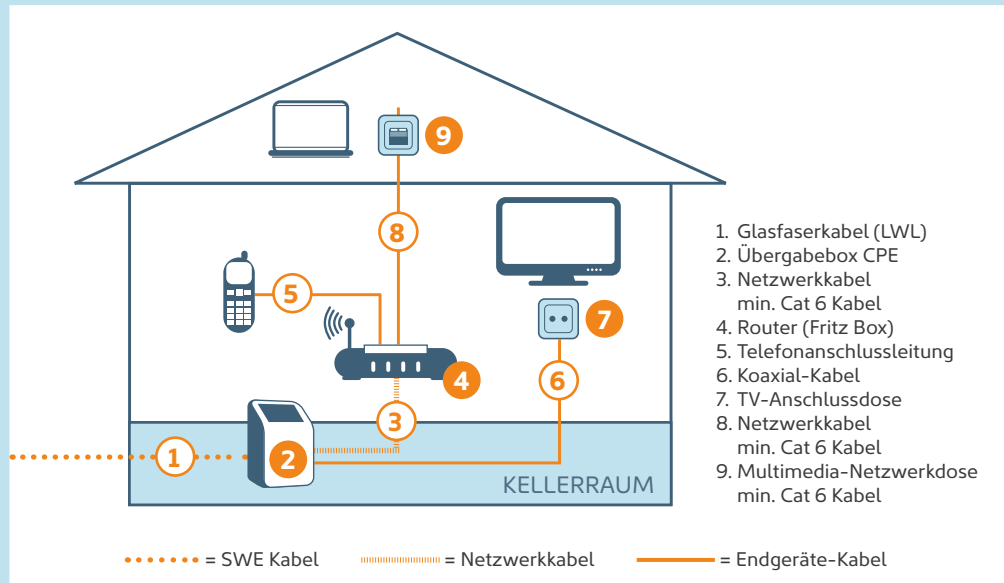 9
8
5
7
4
6
3
1
2
KELLERRAUM
1. Glasfaserkabel (LWL)
2. Übergabebox CPE
3. Netzwerkkabel
min. Cat 6 Kabel
4. Router (Fritz Box)
5. Telefonanschlussleitung
6. Koaxial-Kabel
7. TV-Anschlussdose
8. Netzwerkkabel
min. Cat 6 Kabel
9. Multimedia-Netzwerkdose
min. Cat 6 Kabel
= SWE Kabel
= Netzwerkkabel
= Endgeräte-Kabel